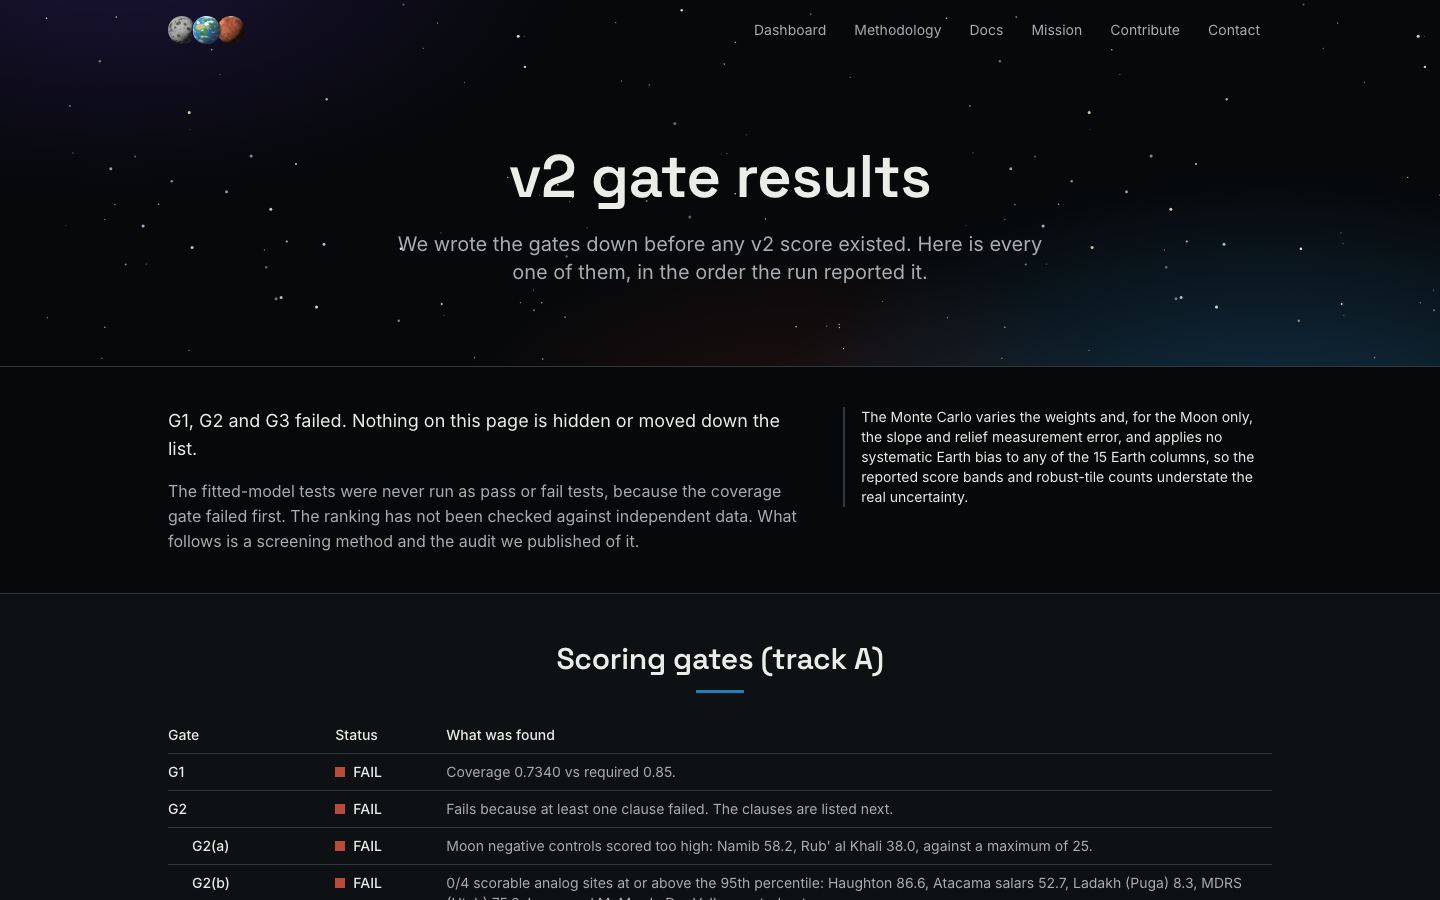 Dashboard Methodology Docs Mission Contribute Contact
v2 gate results
We wrote the gates down before any v2 score existed. Here is every
one of them, in the order the run reported it.
G1, G2 and G3 failed. Nothing on this page is hidden or moved down the
list.
The fitted-model tests were never run as pass or fail tests, because the coverage
gate failed first. The ranking has not been checked against independent data. What
follows is a screening method and the audit we published of it.
The Monte Carlo varies the weights and, for the Moon only,
the slope and relief measurement error, and applies no
systematic Earth bias to any of the 15 Earth columns, so the
reported score bands and robust-tile counts understate the
real uncertainty.
Scoring gates (track A)
Gate Status What was found
G1 FAIL Coverage 0.7340 vs required 0.85.
G2 FAIL Fails because at least one clause failed. The clauses are listed next.
G2(a) FAIL Moon negative controls scored too high: Namib 58.2, Rub' al Khali 38.0, against a maximum of 25.
G2(b) FAIL 0/4 scorable analog sites at or above the 95th percentile: Haughton 86.6, Atacama salars 52.7, Ladakh (Puga) 8.3, MDRS